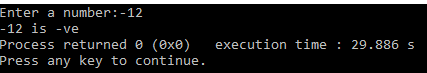 Enter a number:-12
-12 is -ve
Process returned 0 (0x0)   execution time : 29.886 s
Press any key to continue.